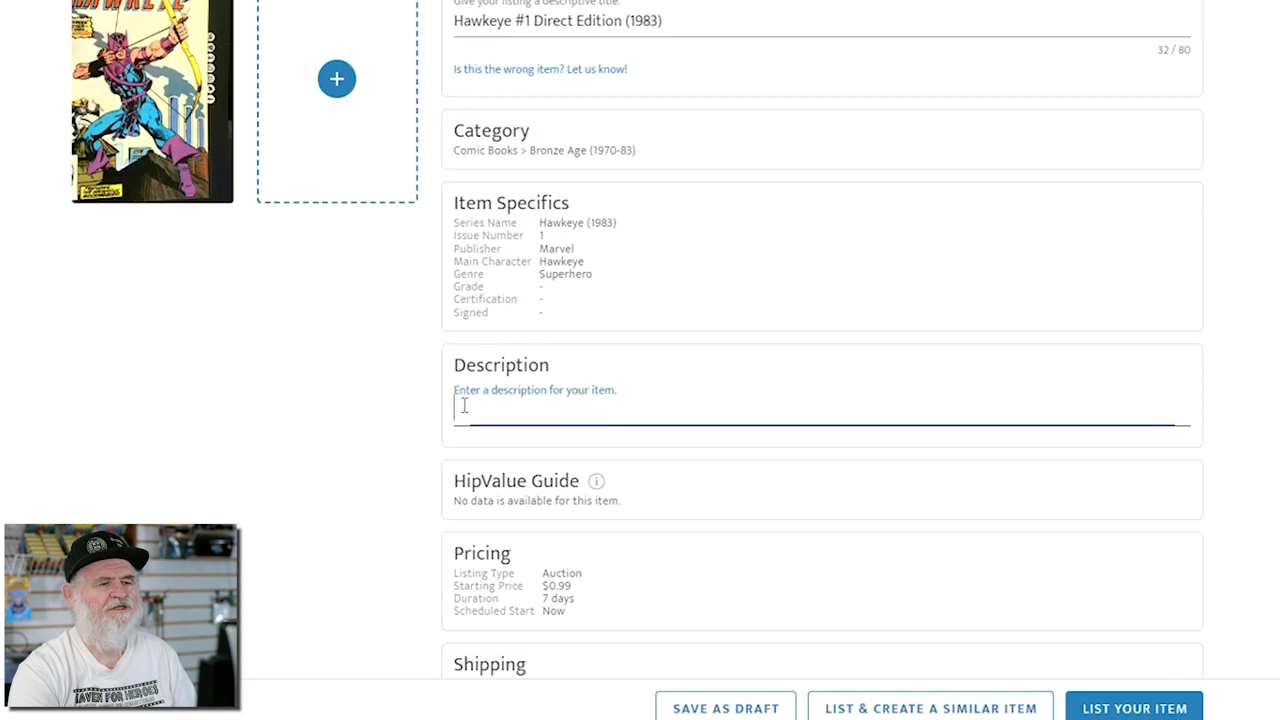 HAWKEYE
Give your listing a descriptive title.
Hawkeye #1 Direct Edition (1983)
32 / 80
Is this the wrong item? Let us know!
Category
Comic Books > Bronze Age (1970-83)
Item Specifics
Series Name Hawkeye (1983)
Issue Number 1
Publisher Marvel
Main Character Hawkeye
Genre Superhero
Grade -
Certification -
Signed -
Description
Enter a description for your item.
HipValue Guide
No data is available for this item.
Pricing
Listing Type Auction
Starting Price $0.99
Duration 7 days
Scheduled Start Now
Shipping
SAVE AS DRAFT
LIST & CREATE A SIMILAR ITEM
LIST YOUR ITEM
HAVEN FOR HEROES